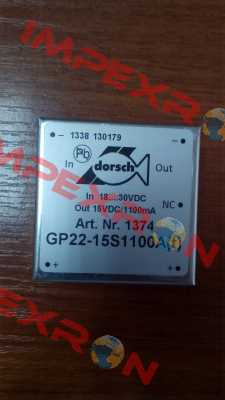 IMPEXRON
- 1338 130179 -
Pb
dorsch
In Out
In 18....30VDC
Out 15VDC/1100mA
NC
Art. Nr. 1374
GP22-15S1100A(f)
+ +
IMPEXRON